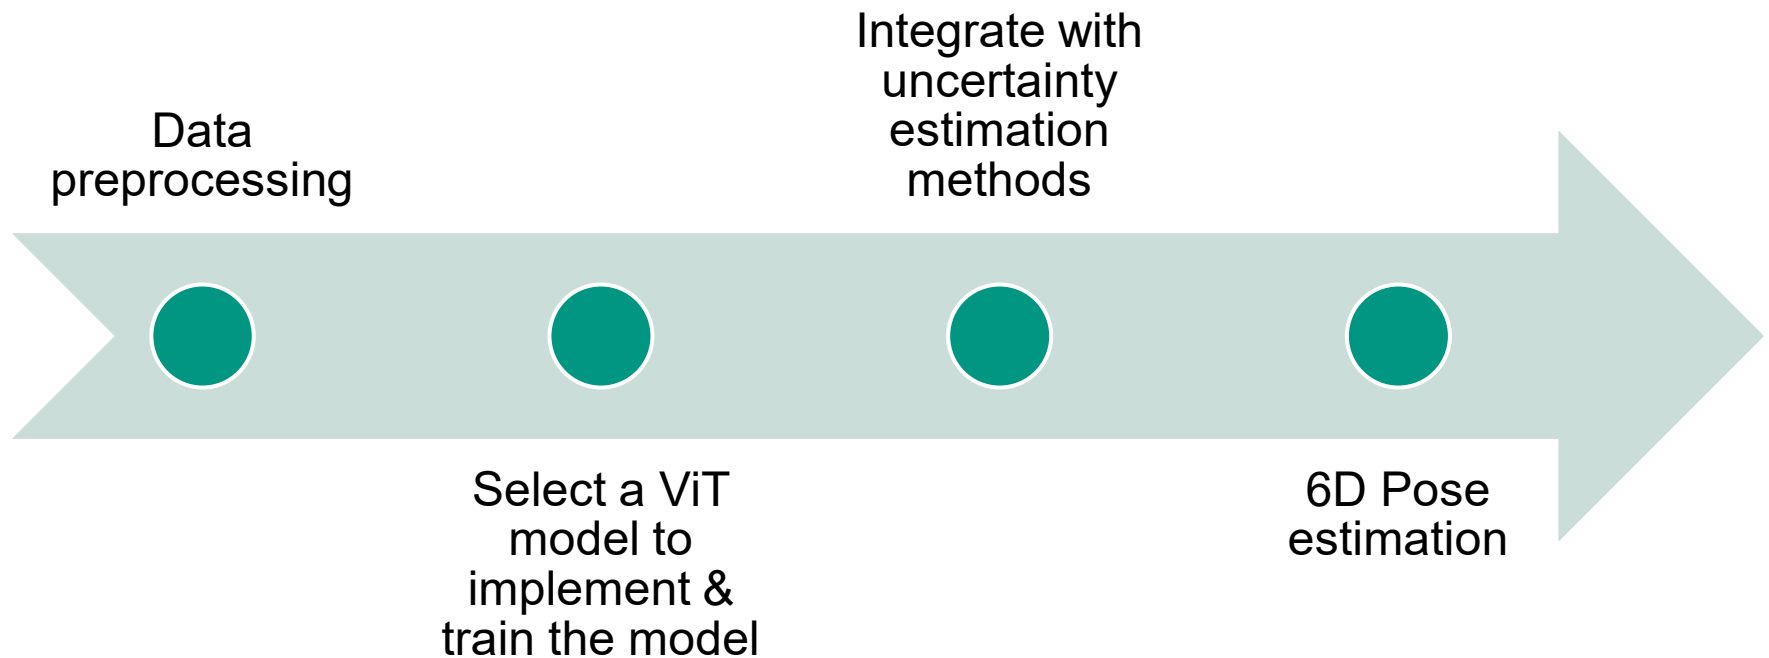 Data
preprocessing
Select a ViT
model to
implement &
train the model
Integrate with
uncertainty
estimation
methods
6D Pose
estimation